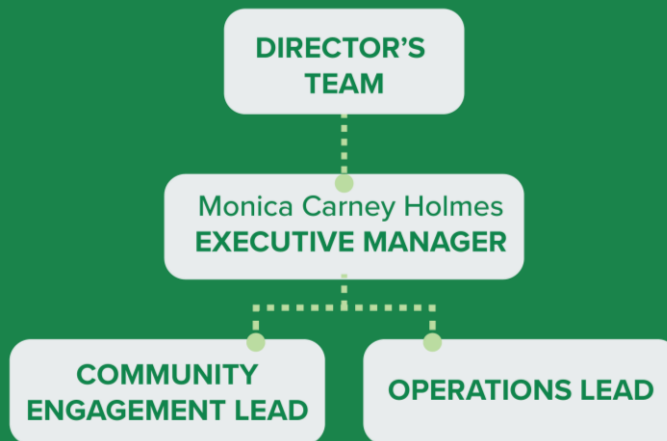 DIRECTOR’S
TEAM
Monica Carney Holmes
EXECUTIVE MANAGER
COMMUNITY
ENGAGEMENT LEAD
OPERATIONS LEAD